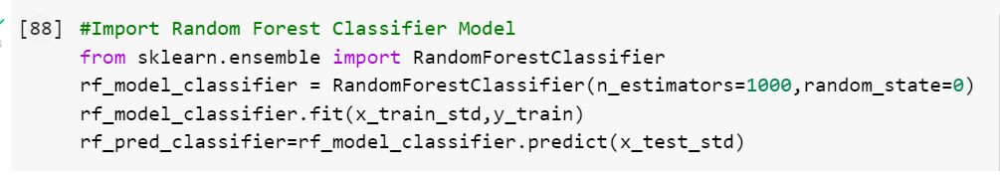 [88] #Import Random Forest Classifier Model
from sklearn.ensemble import RandomForestClassifier
rf_model_classifier = RandomForestClassifier(n_estimators=1000,random_state=0)
rf_model_classifier.fit(x_train_std,y_train)
rf_pred_classifier=rf_model_classifier.predict(x_test_std)